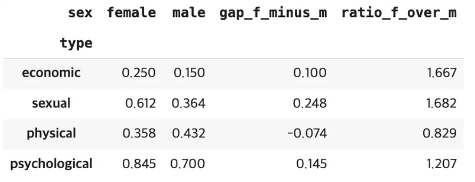 sex female male gap_f_minus_m ratio_f_over_m
type
economic 0.250 0.150 0.100 1.667
sexual 0.612 0.364 0.248 1.682
physical 0.358 0.432 -0.074 0.829
psychological 0.845 0.700 0.145 1.207